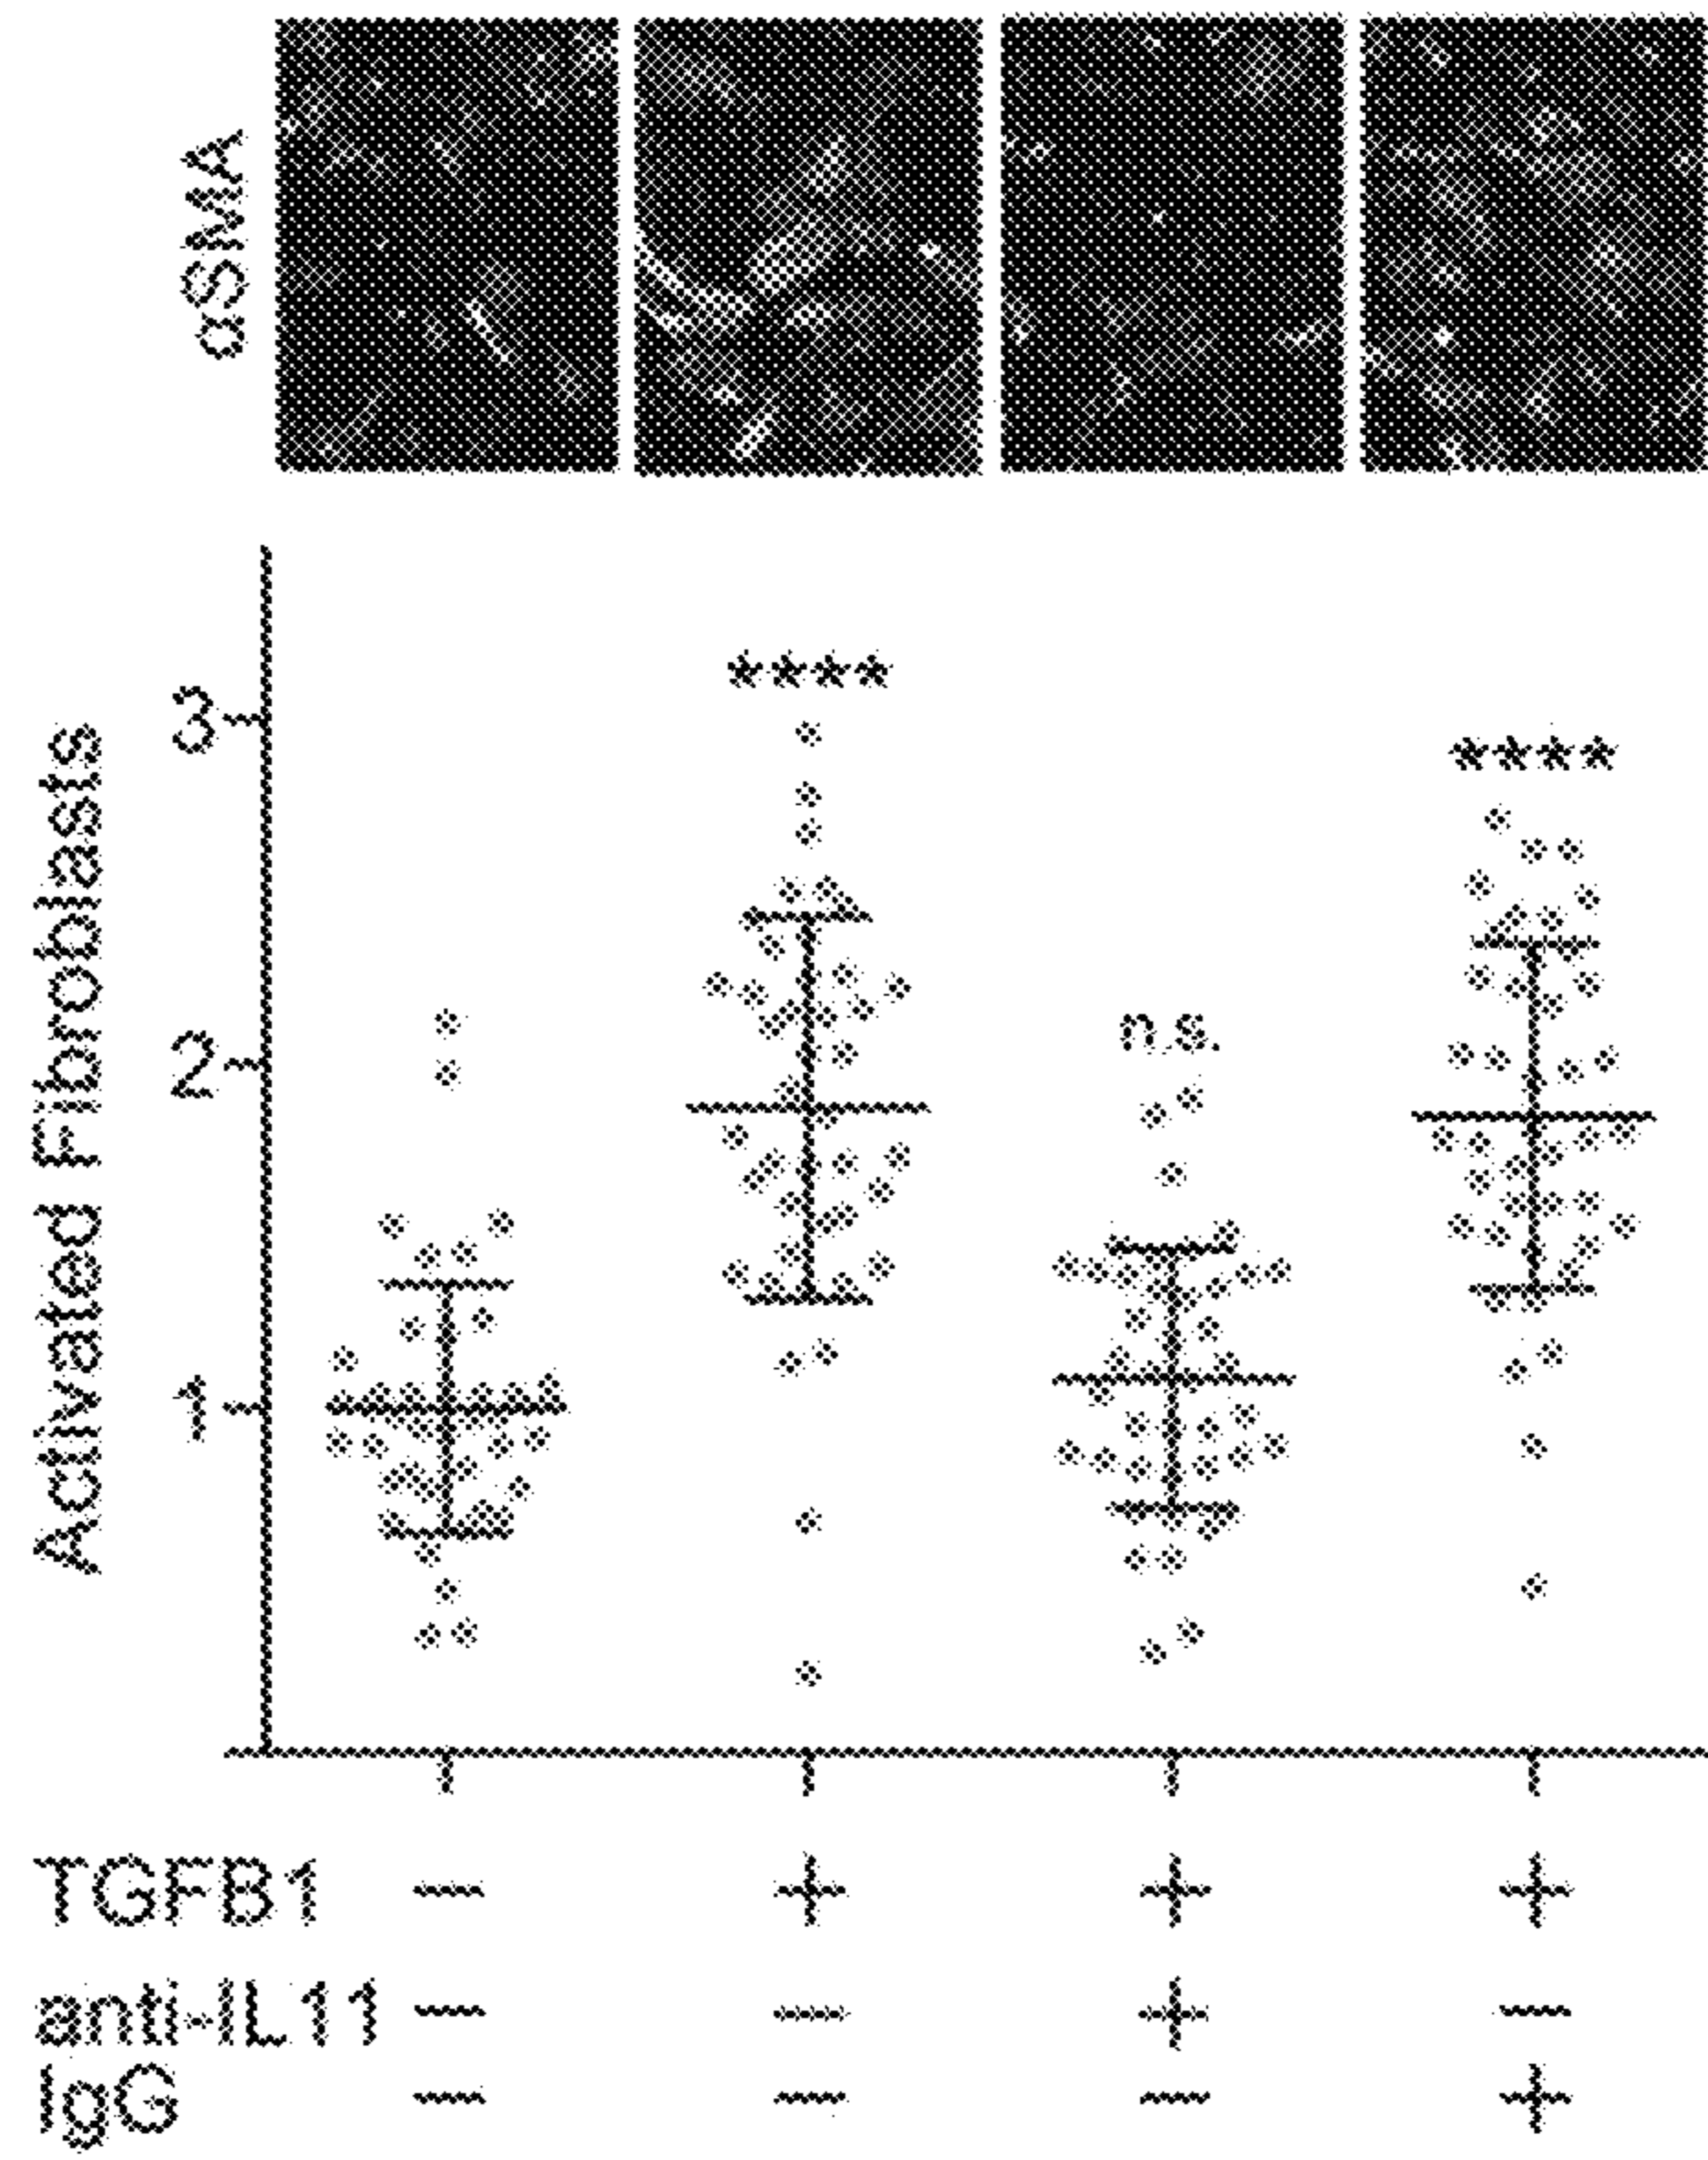 αSMA
Activated Fibroblasts
3
2
1
****
n.s.
****
TGFB1 — + + +
anti-IL11 — — + —
IgG — — — +